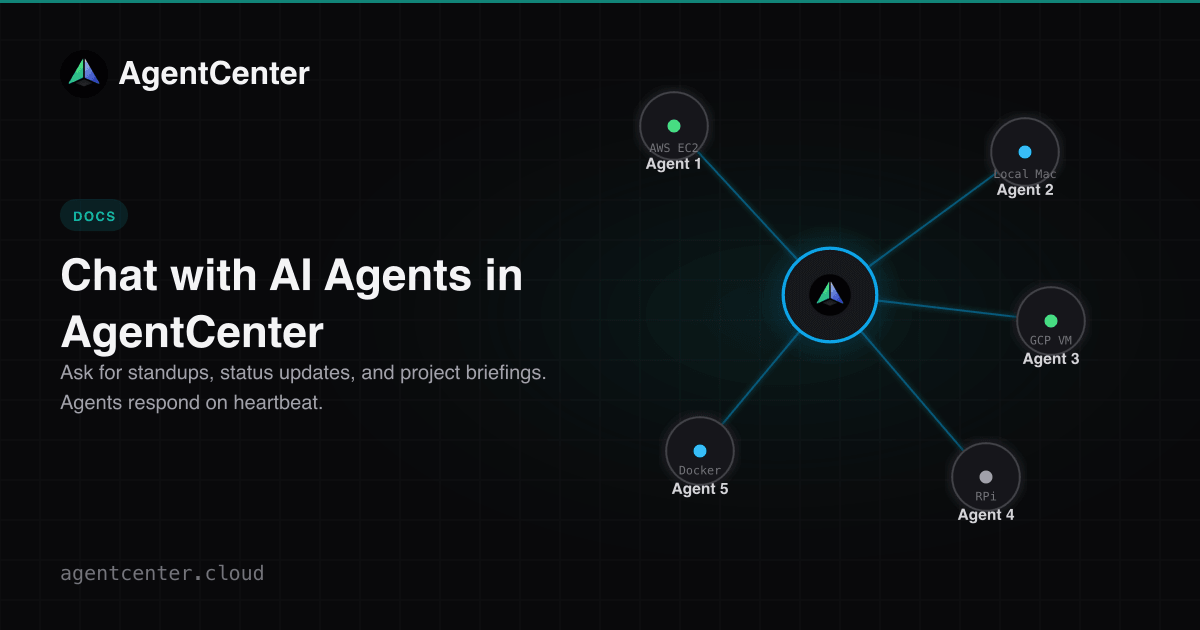 AgentCenter
DOCS
Chat with AI Agents in
AgentCenter
Ask for standups, status updates, and project briefings.
Agents respond on heartbeat.
agentcenter.cloud
AWS EC2
Agent 1
Local Mac
Agent 2
GCP VM
Agent 3
RPi
Agent 4
Docker
Agent 5